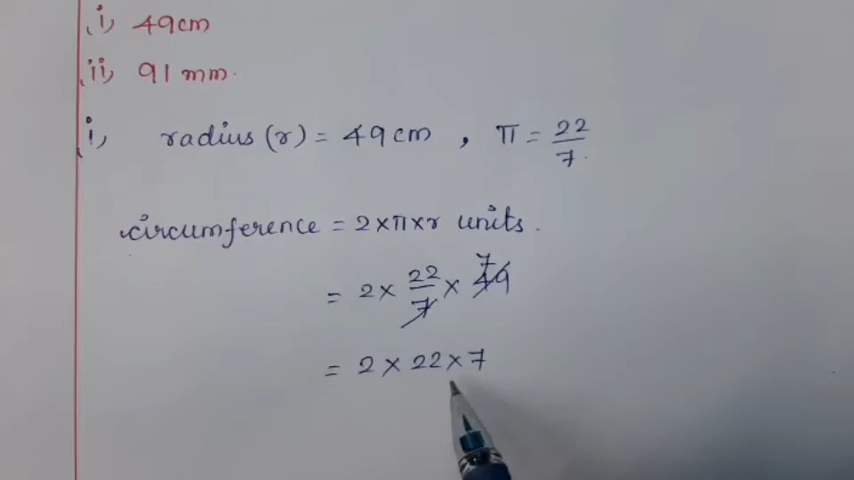 i) 49cm
ii) 91 mm.
i) radius (r) = 49 cm , π = 22/7.
circumference = 2×π×r units.
= 2 × 22/7 × 49 7
= 2 × 22 × 7